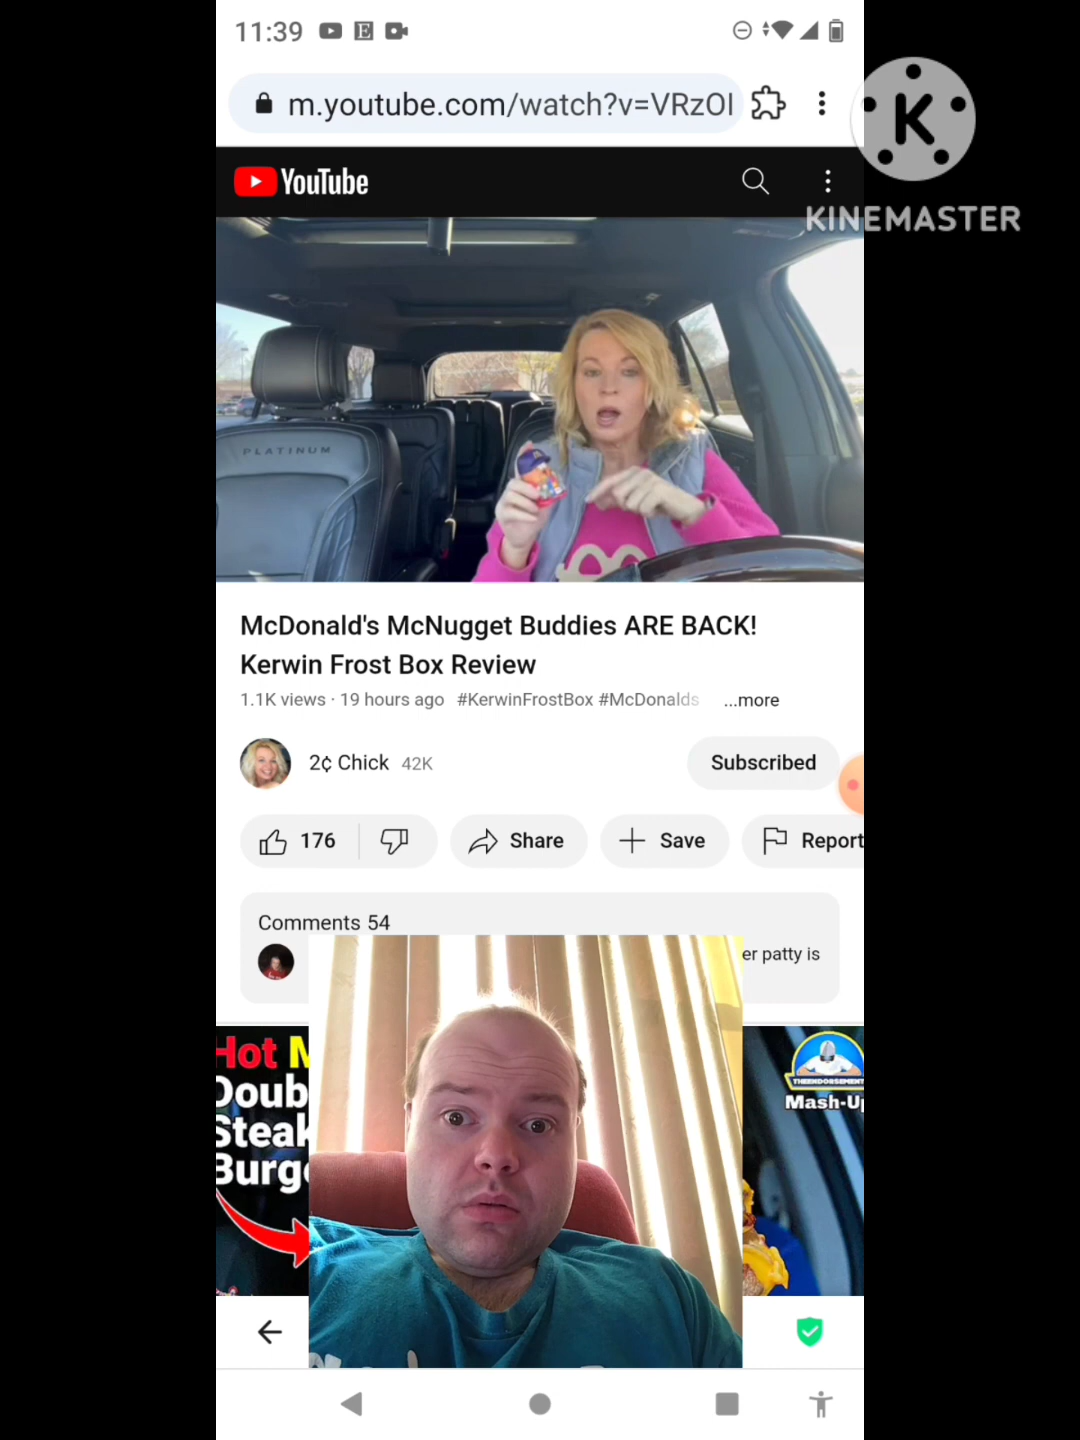 11:39
m.youtube.com/watch?v=VRzOI
K
KINEMASTER
YouTube
PLATINUM
McDonald's McNugget Buddies ARE BACK!
Kerwin Frost Box Review
1.1K views · 19 hours ago #KerwinFrostBox #McDonalds ...more
2¢ Chick 42K
Subscribed
176
Share
Save
Report
Comments 54
er patty is
Hot M
Doub
Steak
Burg
THEENDORSEMENT
Mash-Up